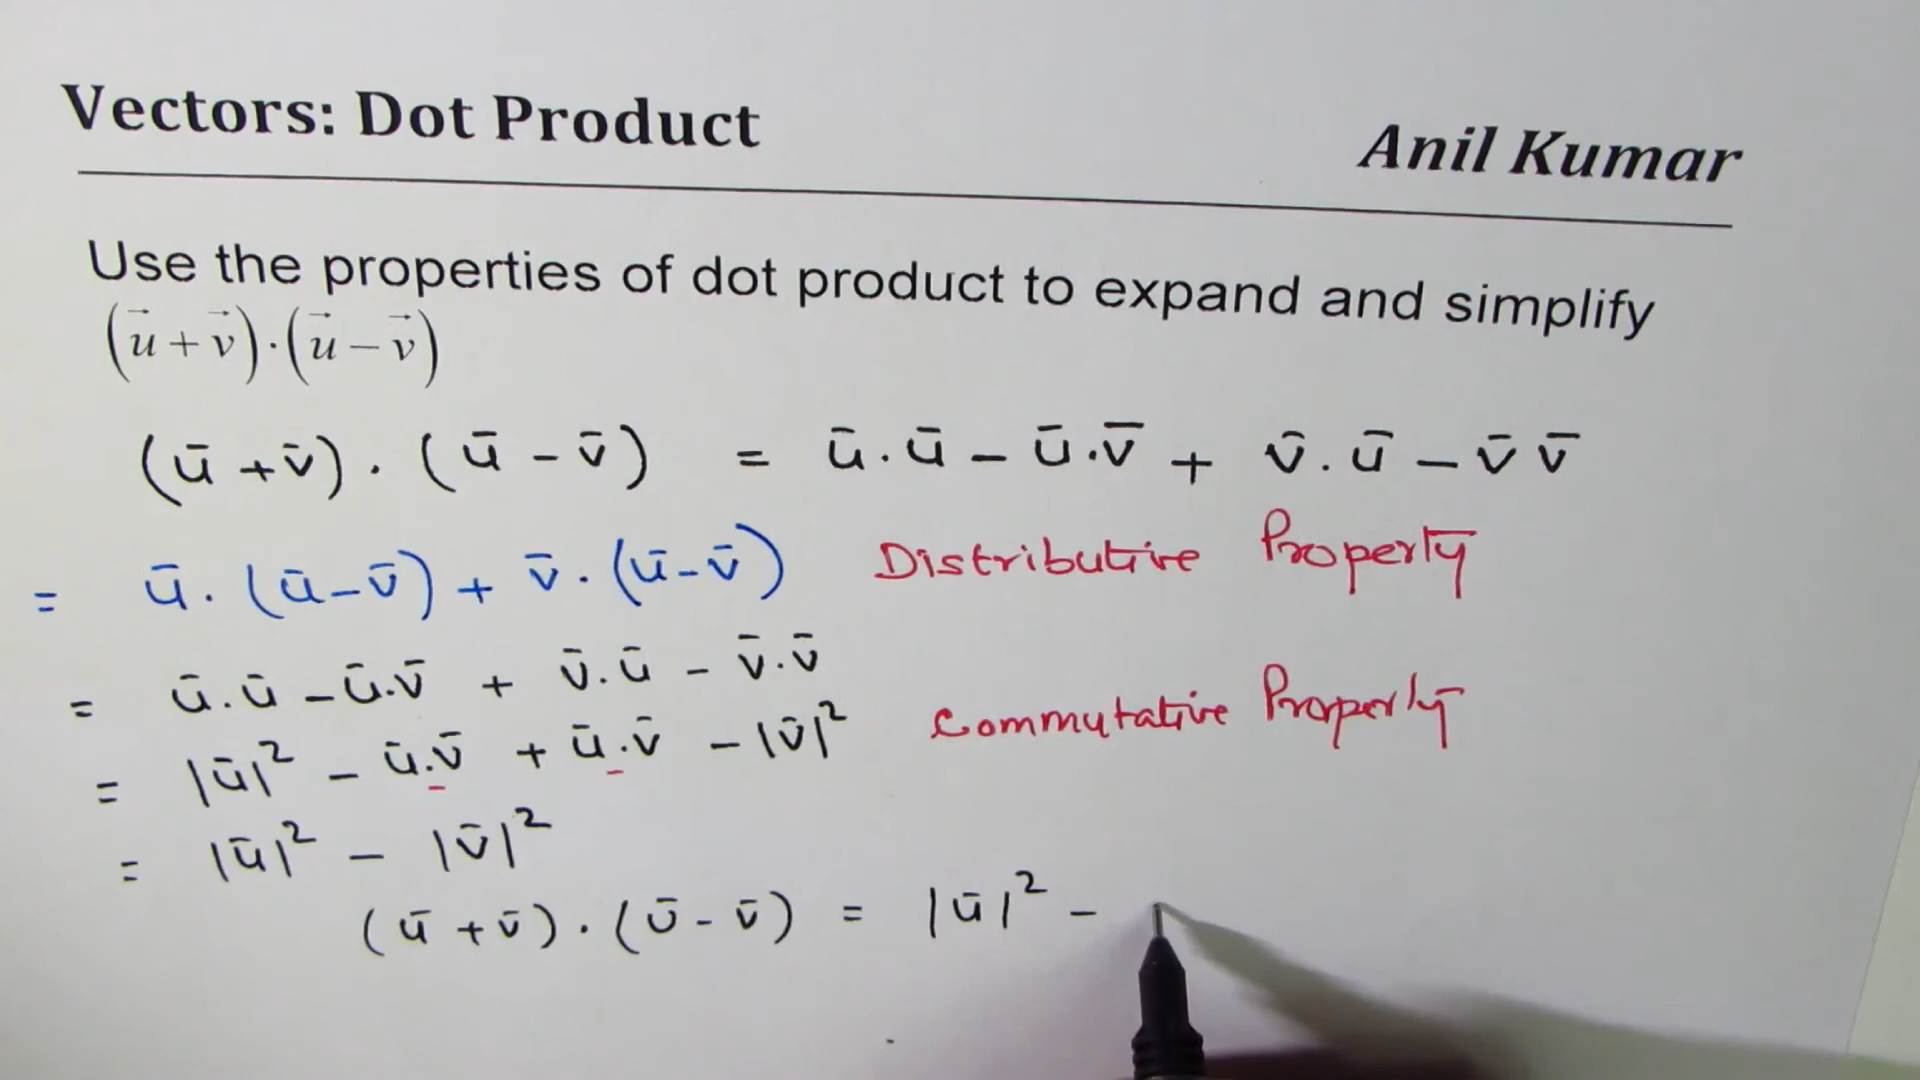 Vectors: Dot Product
Anil Kumar
Use the properties of dot product to expand and simplify
(u⃗ + v⃗)·(u⃗ − v⃗)
(ū + v̄) . (ū − v̄) = ū.ū − ū.v̄ + v̄.ū − v̄ v̄
= ū.(ū−v̄) + v̄.(ū−v̄) Distributive Property
= ū.ū − ū.v̄ + v̄.ū − v̄.v̄
= |ū|² − ū.v̄ + ū.v̄ − |v̄|² Commutative Property
= |ū|² − |v̄|²
(ū + v̄) . (ū − v̄) = |ū|² −